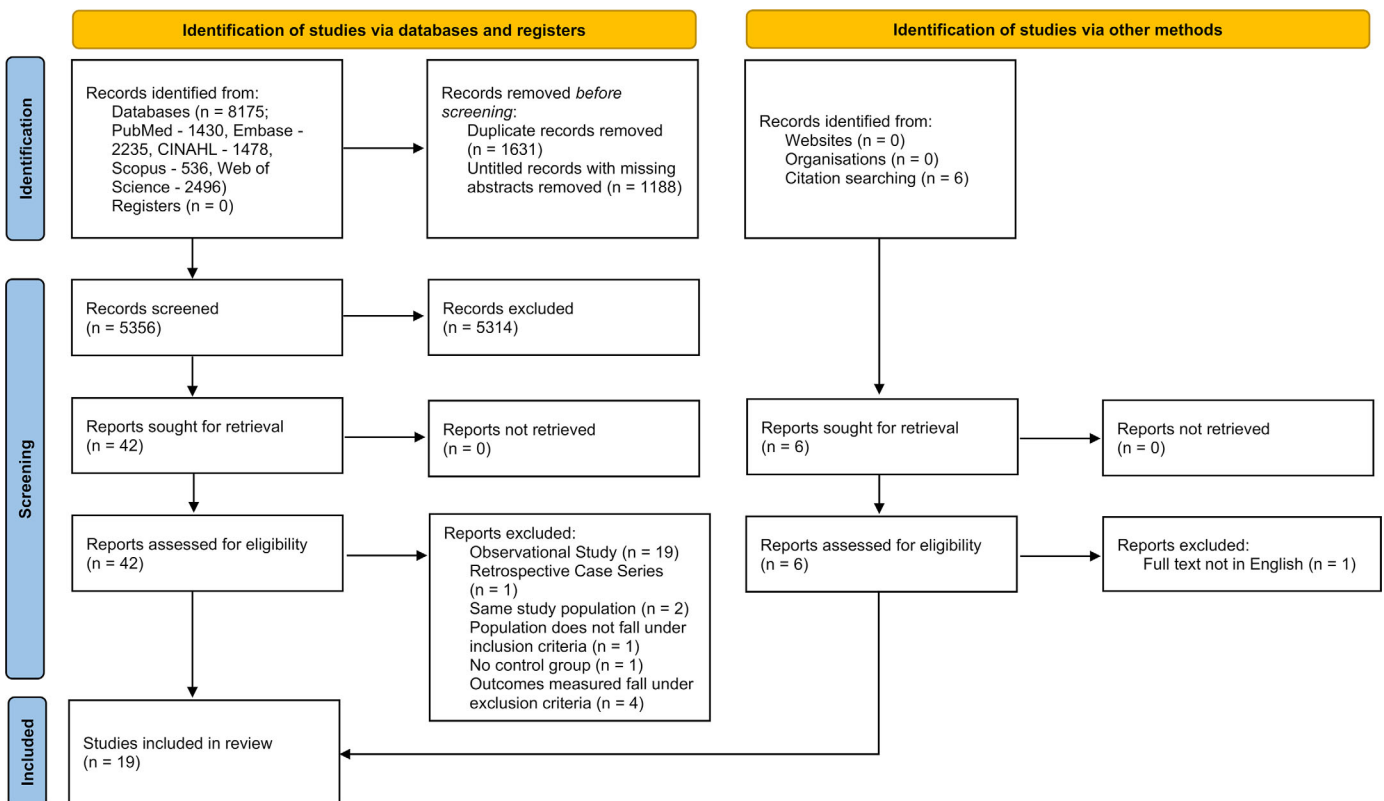 Identification of studies via databases and registers
Identification of studies via other methods
Identification
Records identified from:
Databases (n = 8175;
PubMed - 1430, Embase -
2235, CINAHL - 1478,
Scopus - 536, Web of
Science - 2496)
Registers (n = 0)
Records removed before
screening:
Duplicate records removed
(n = 1631)
Untitled records with missing
abstracts removed (n = 1188)
Records identified from:
Websites (n = 0)
Organisations (n = 0)
Citation searching (n = 6)
Screening
Records screened
(n = 5356)
Records excluded
(n = 5314)
Reports sought for retrieval
(n = 42)
Reports not retrieved
(n = 0)
Reports sought for retrieval
(n = 6)
Reports not retrieved
(n = 0)
Reports assessed for eligibility
(n = 42)
Reports excluded:
Observational Study (n = 19)
Retrospective Case Series
(n = 1)
Same study population (n = 2)
Population does not fall under
inclusion criteria (n = 1)
No control group (n = 1)
Outcomes measured fall under
exclusion criteria (n = 4)
Reports assessed for eligibility
(n = 6)
Reports excluded:
Full text not in English (n = 1)
Included
Studies included in review
(n = 19)